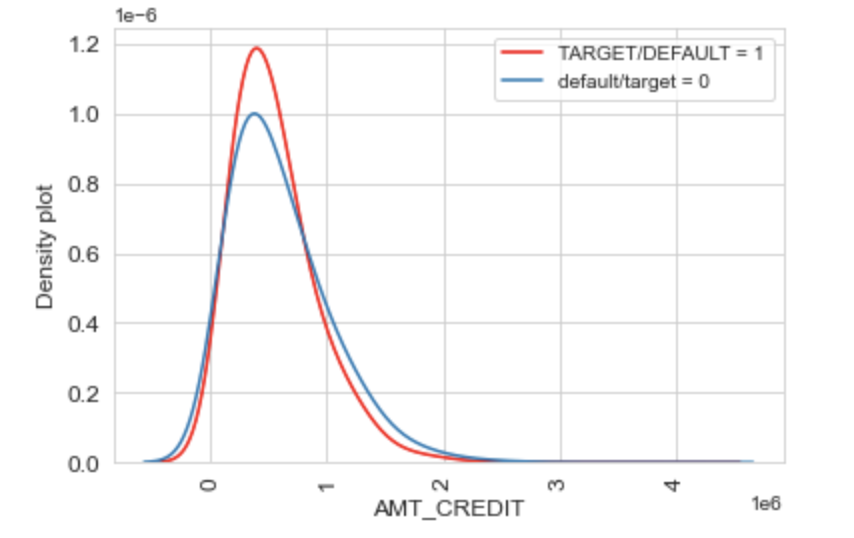 1e−6
1.2
1.0
0.8
0.6
0.4
0.2
0.0
Density plot
TARGET/DEFAULT = 1
default/target = 0
0
1
2
3
4
AMT_CREDIT
1e6